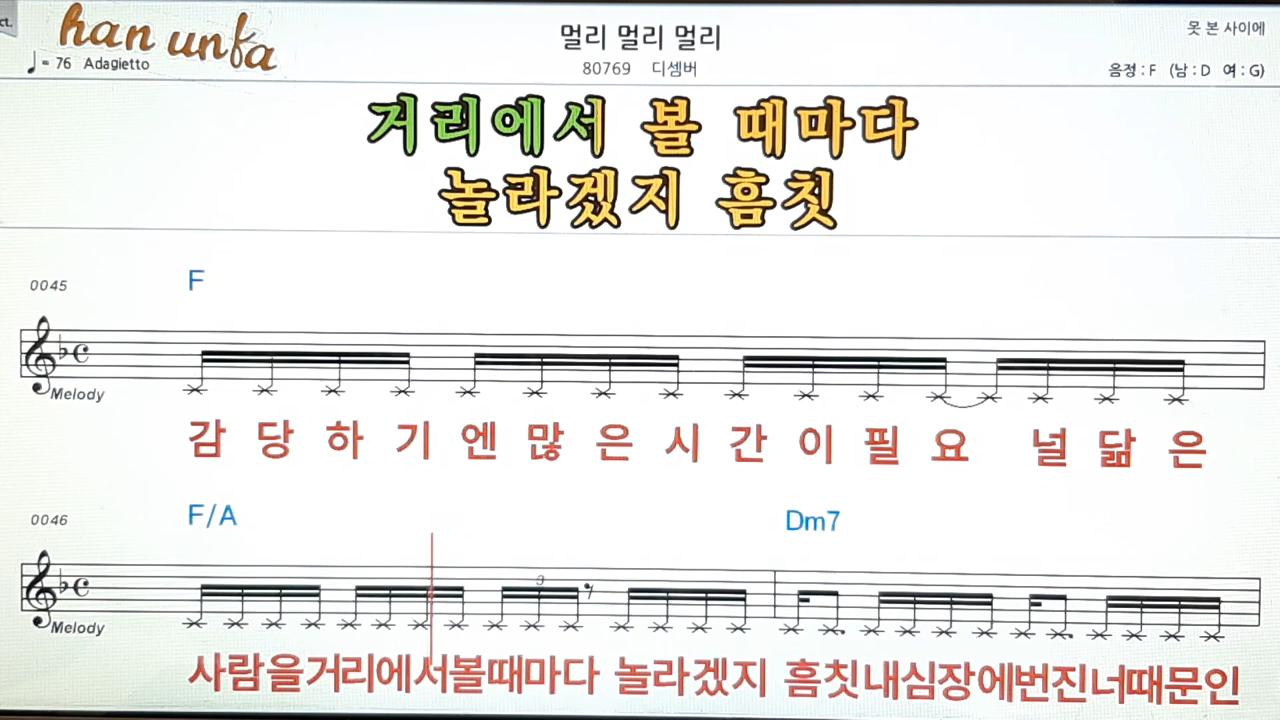 ct.
han unfa
멀리 멀리 멀리
못 본 사이에
= 76 Adagietto
80769 디셈버
음정 : F (남 : D 여 : G)
거리에서 볼 때마다
놀라겠지 흠칫
0045
F
Melody
감 당 하 기 엔 많 은 시 간 이 필 요 널 닮 은
0046
F/A Dm7
3
Melody
사람을거리에서볼때마다 놀라겠지 흠칫내심장에번진너때문인